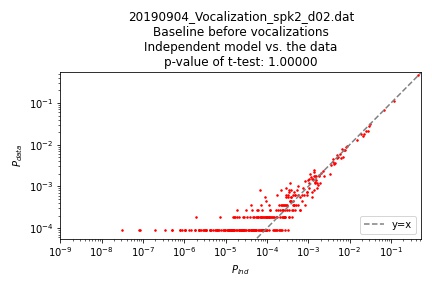 20190904_Vocalization_spk2_d02.dat
Baseline before vocalizations
Independent model vs. the data
p-value of t-test: 1.00000
P_data
10⁻¹
10⁻²
10⁻³
10⁻⁴
y=x
10⁻⁹ 10⁻⁸ 10⁻⁷ 10⁻⁶ 10⁻⁵ 10⁻⁴ 10⁻³ 10⁻² 10⁻¹
P_ind